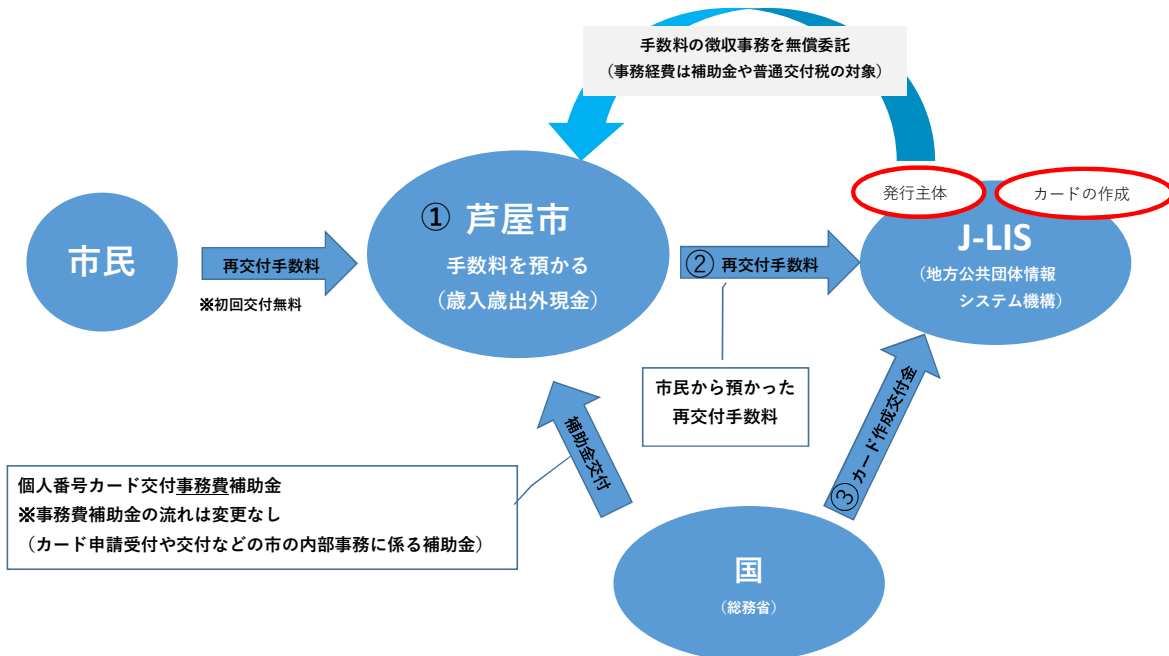 手数料の徴収事務を無償委託
（事務経費は補助金や普通交付税の対象）
発行主体
カードの作成
市民
再交付手数料
※初回交付無料
① 芦屋市
手数料を預かる
（歳入歳出外現金）
② 再交付手数料
J-LIS
（地方公共団体情報
システム機構）
市民から預かった
再交付手数料
補助金交付
③カード作成交付金
個人番号カード交付事務費補助金
※事務費補助金の流れは変更なし
（カード申請受付や交付などの市の内部事務に係る補助金）
国
（総務省）